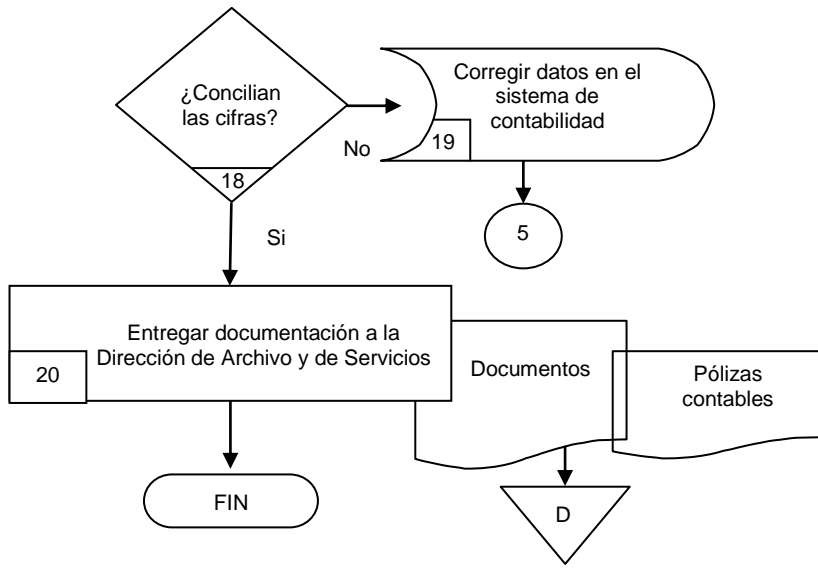 ¿Concilian
las cifras?
18
No
Corregir datos en el
sistema de
contabilidad
19
5
Si
Entregar documentación a la
Dirección de Archivo y de Servicios
20
Documentos
Pólizas
contables
FIN
D